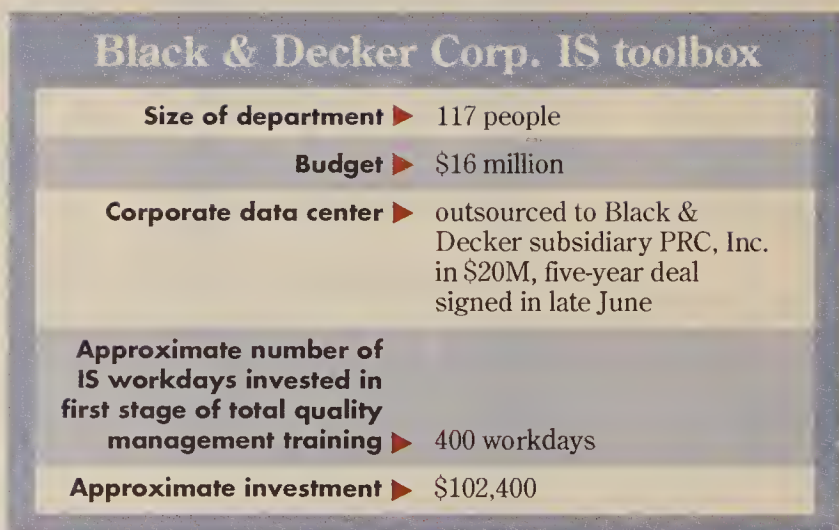 Black & Decker Corp. IS toolbox
Size of department ▶ 117 people
Budget ▶ $16 million
Corporate data center ▶ outsourced to Black &
Decker subsidiary PRC, Inc.
in $20M, five-year deal
signed in late June
Approximate number of
IS workdays invested in
first stage of total quality
management training ▶ 400 workdays
Approximate investment ▶ $102,400